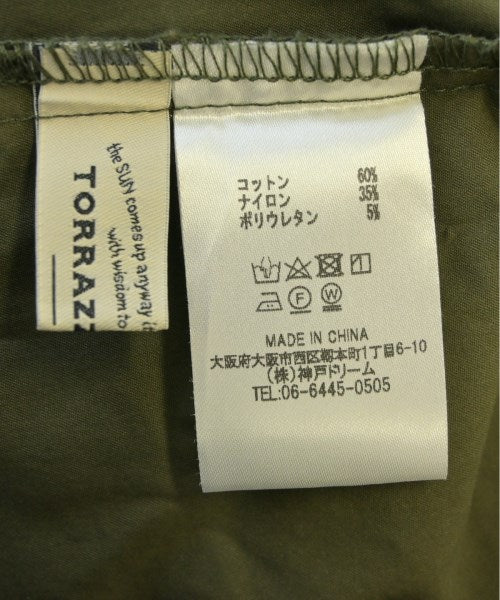 the SUN comes up anyway
with wisdom to
TORRAZZ
コットン 60%
ナイロン 35%
ポリウレタン 5%
F
W
MADE IN CHINA
大阪府大阪市西区靱本町1丁目6-10
(株)神戸ドリーム
TEL:06-6445-0505